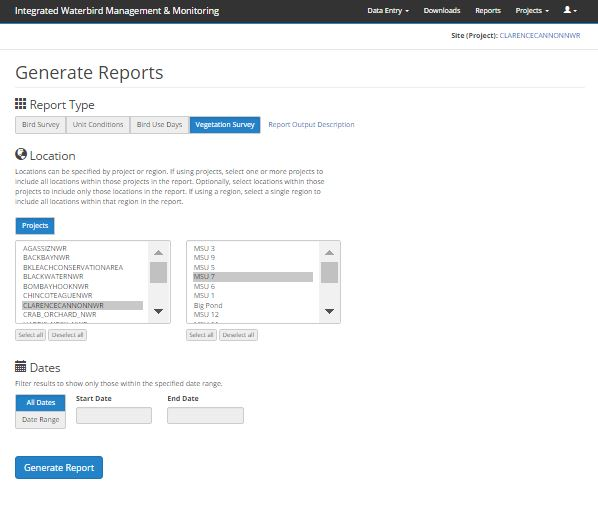 Integrated Waterbird Management & Monitoring
Data Entry
Downloads
Reports
Projects
Site (Project): CLARENCECANNONNWR
Generate Reports
Report Type
Bird Survey
Unit Conditions
Bird Use Days
Vegetation Survey
Report Output Description
Location
Locations can be specified by project or region. If using projects, select one or more projects to
include all locations within those projects in the report. Optionally, select locations within those
projects to include only those locations in the report. If using a region, select a single region to
include all locations within that region in the report.
Projects
AGASSIZNWR
BACKBAYNWR
BKLEACHCONSERVATIONAREA
BLACKWATERNWR
BOMBAYHOOKNWR
CHINCOTEAGUENWR
CLARENCECANNONNWR
CRAB_ORCHARD_NWR
MSU 3
MSU 9
MSU 5
MSU 7
MSU 6
MSU 1
Big Pond
MSU 12
Select all
Deselect all
Select all
Deselect all
Dates
Filter results to show only those within the specified date range.
All Dates
Date Range
Start Date
End Date
Generate Report